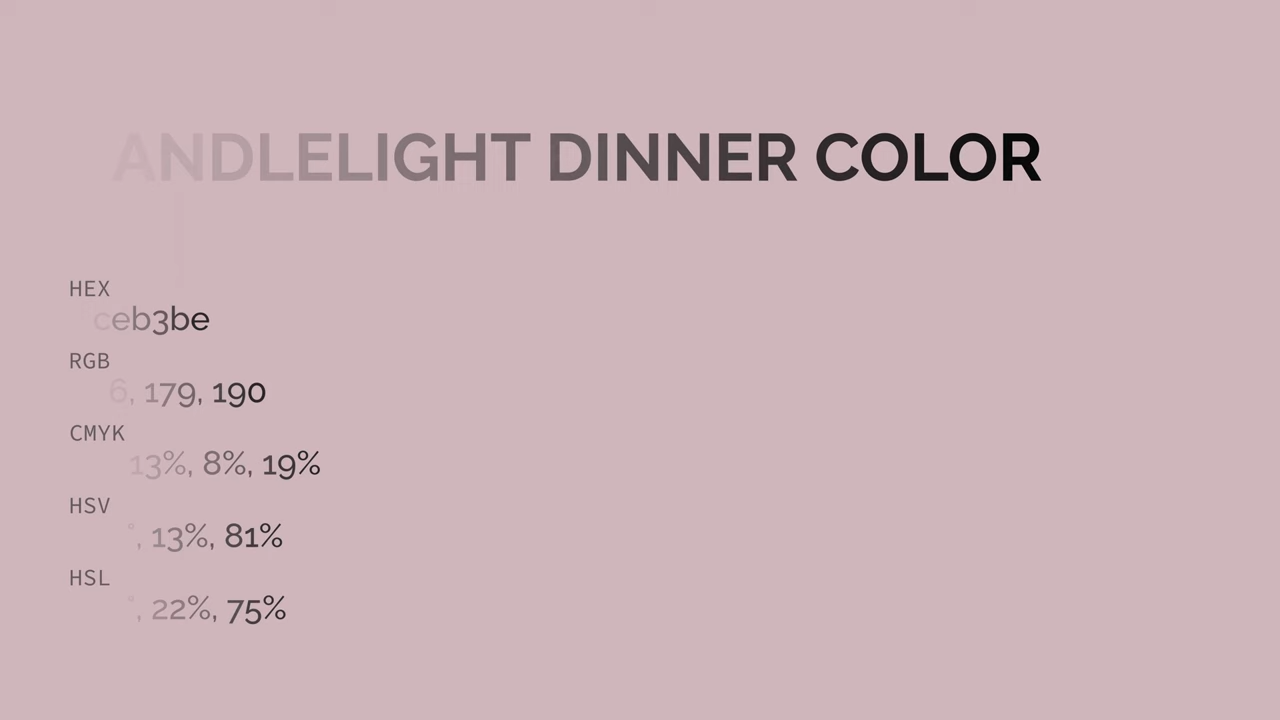 ANDLELIGHT DINNER COLOR
HEX
ceb3be
RGB
6, 179, 190
CMYK
13%, 8%, 19%
HSV
°, 13%, 81%
HSL
°, 22%, 75%